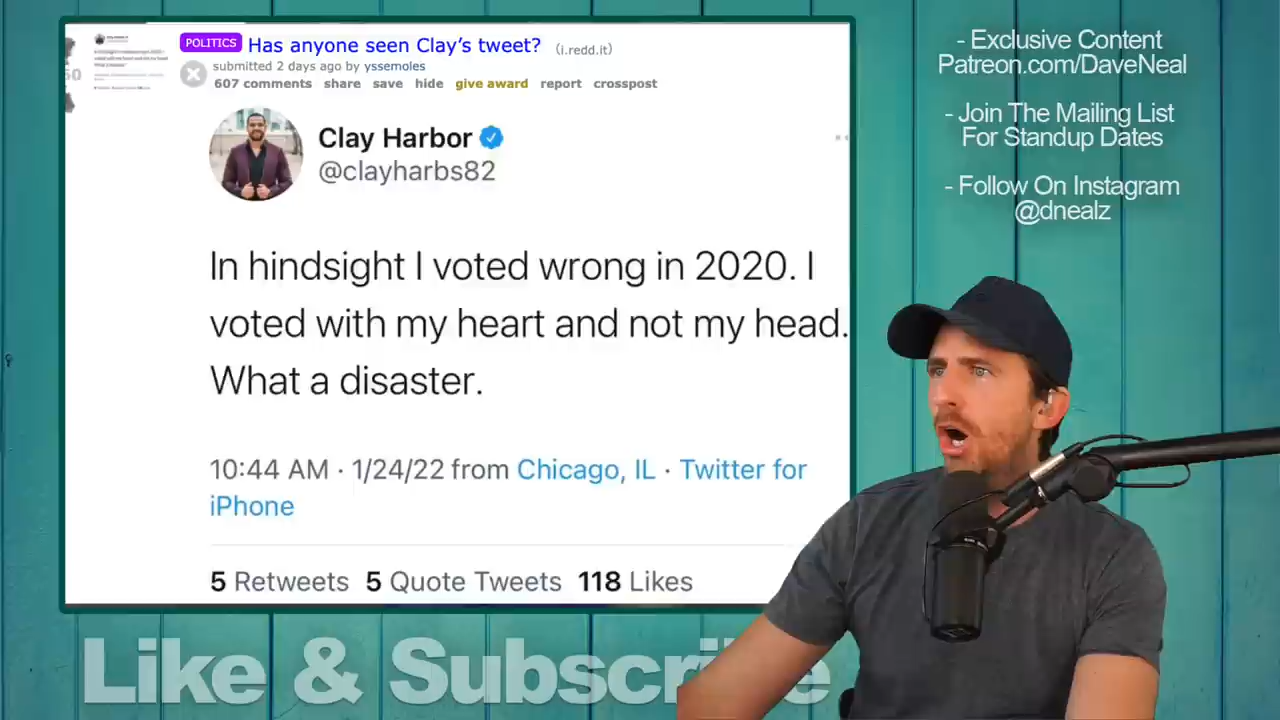 POLITICS Has anyone seen Clay’s tweet? (i.redd.it)
submitted 2 days ago by yssemoles
607 comments share save hide give award report crosspost
Clay Harbor
@clayharbs82
In hindsight I voted wrong in 2020. I
voted with my heart and not my head.
What a disaster.
10:44 AM · 1/24/22 from Chicago, IL · Twitter for
iPhone
5 Retweets 5 Quote Tweets 118 Likes
- Exclusive Content
Patreon.com/DaveNeal
- Join The Mailing List
For Standup Dates
- Follow On Instagram
@dnealz
Like & Subscribe